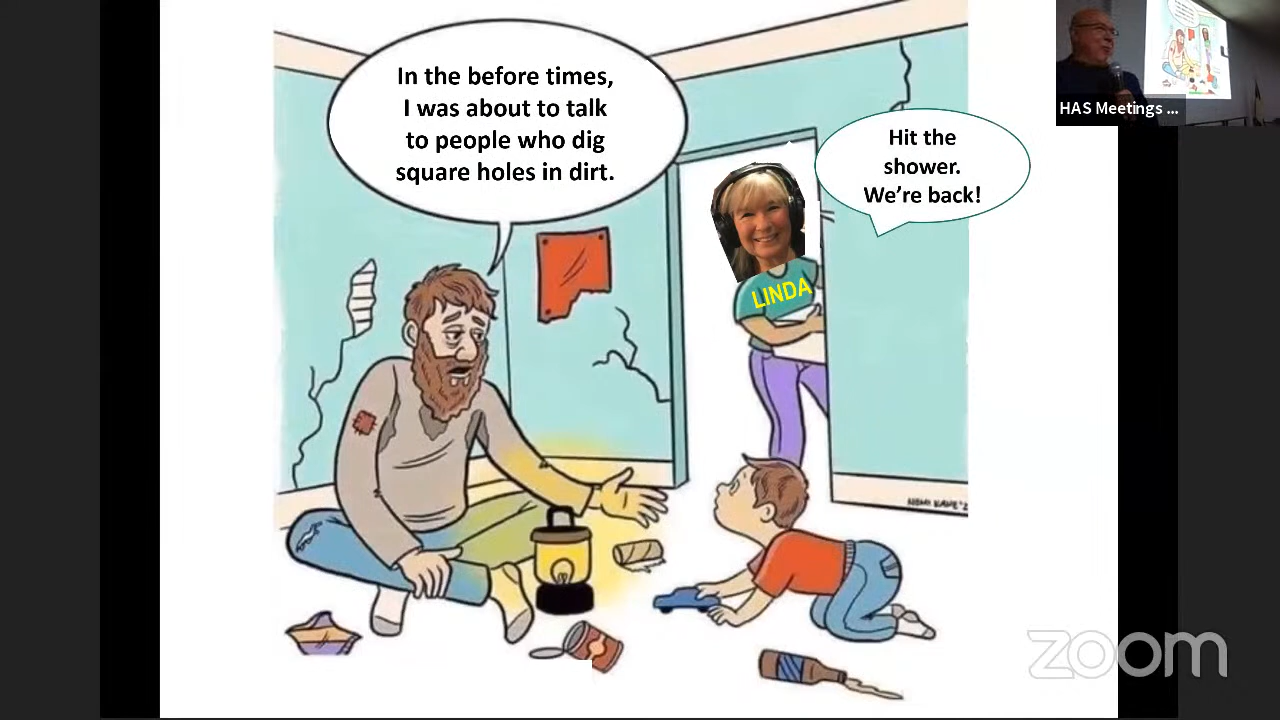 In the before times,
I was about to talk
to people who dig
square holes in dirt.
Hit the
shower.
We're back!
LINDA
HAS Meetings ...
zoom